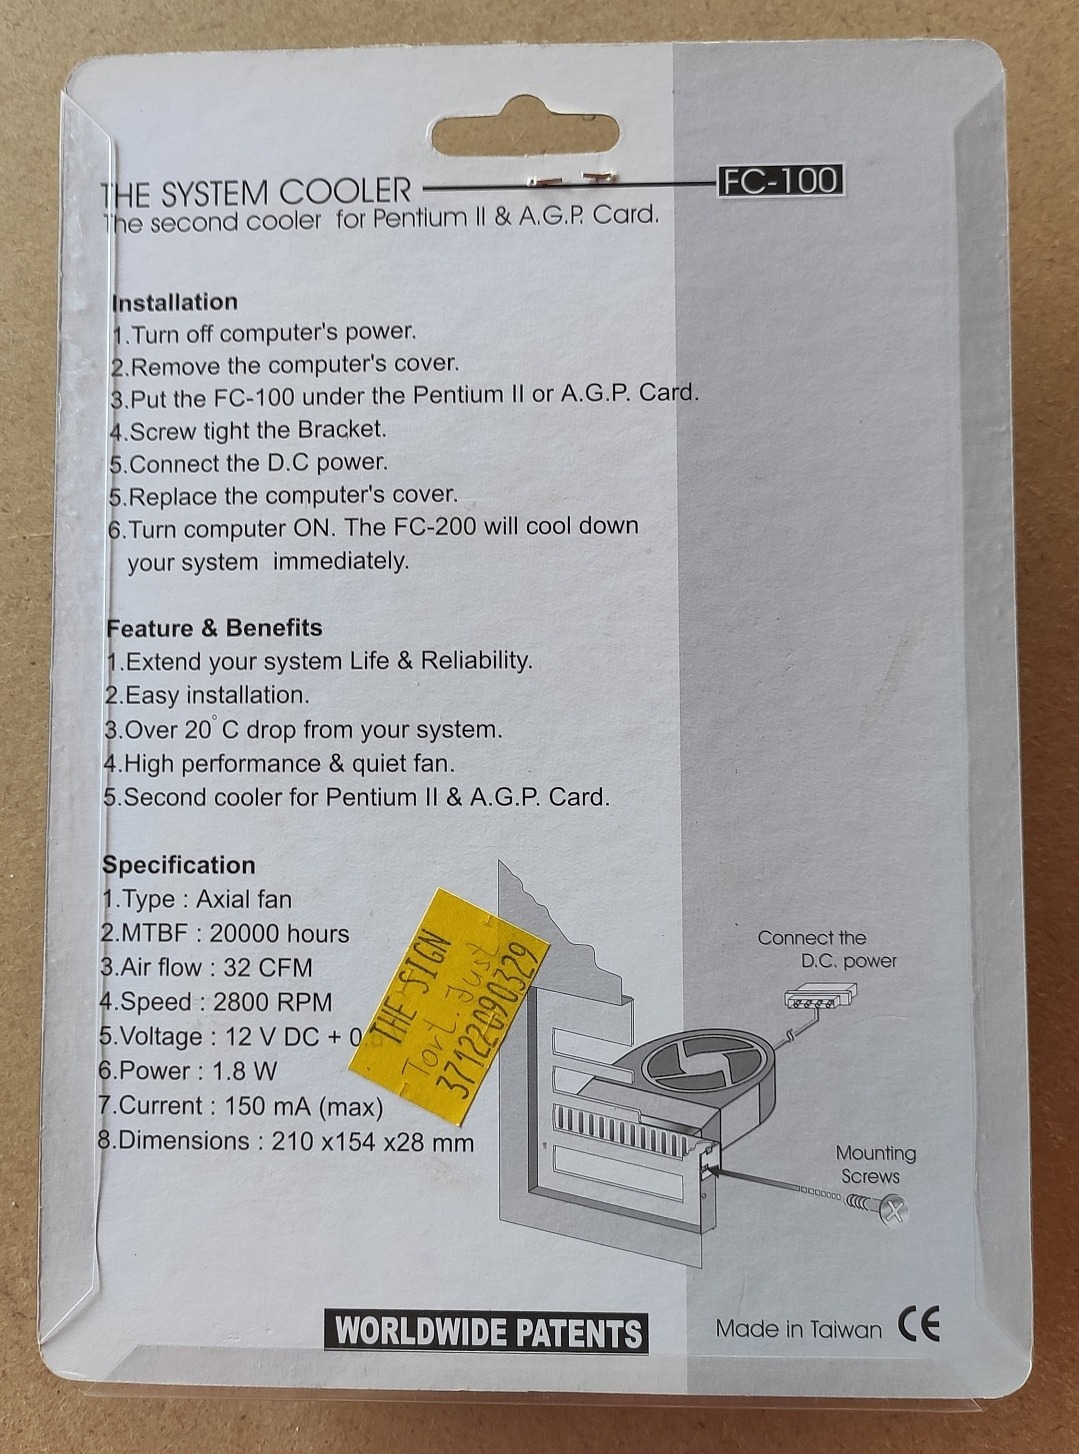 THE SYSTEM COOLER
FC-100
The second cooler for Pentium II & A.G.P. Card.
Installation
1.Turn off computer's power.
2.Remove the computer's cover.
3.Put the FC-100 under the Pentium II or A.G.P. Card.
4.Screw tight the Bracket.
5.Connect the D.C power.
5.Replace the computer's cover.
6.Turn computer ON. The FC-200 will cool down
your system immediately.
Feature & Benefits
1.Extend your system Life & Reliability.
2.Easy installation.
3.Over 20°C drop from your system.
4.High performance & quiet fan.
5.Second cooler for Pentium II & A.G.P. Card.
Specification
1.Type : Axial fan
2.MTBF : 20000 hours
3.Air flow : 32 CFM
4.Speed : 2800 RPM
5.Voltage : 12 V DC + 0.
6.Power : 1.8 W
7.Current : 150 mA (max)
8.Dimensions : 210 x154 x28 mm
THE SIGN
37122090329
Connect the
D.C. power
Mounting
Screws
WORLDWIDE PATENTS
Made in Taiwan CE